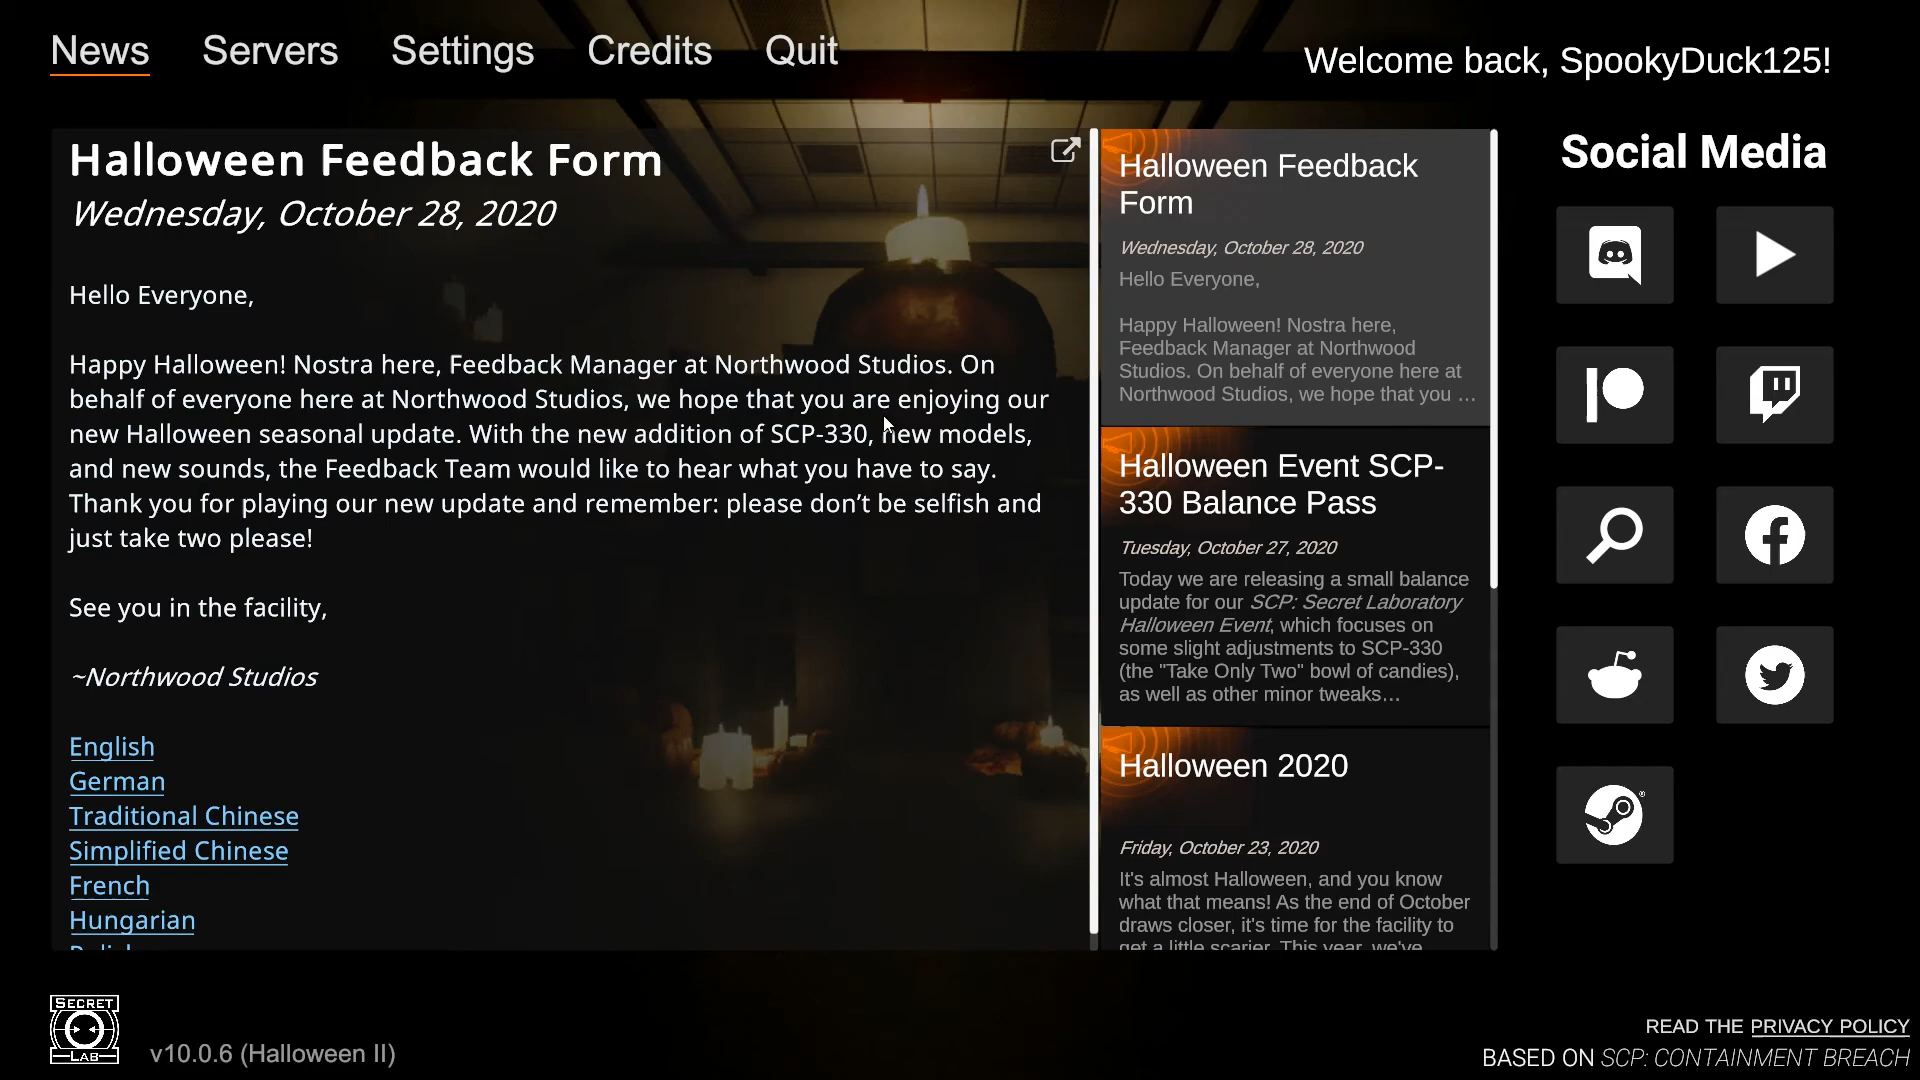 News Servers Settings Credits Quit
Welcome back, SpookyDuck125!
Halloween Feedback Form
Wednesday, October 28, 2020
Hello Everyone,
Happy Halloween! Nostra here, Feedback Manager at Northwood Studios. On
behalf of everyone here at Northwood Studios, we hope that you are enjoying our
new Halloween seasonal update. With the new addition of SCP-330, new models,
and new sounds, the Feedback Team would like to hear what you have to say.
Thank you for playing our new update and remember: please don’t be selfish and
just take two please!
See you in the facility,
~Northwood Studios
English
German
Traditional Chinese
Simplified Chinese
French
Hungarian
Halloween Feedback
Form
Wednesday, October 28, 2020
Hello Everyone,
Happy Halloween! Nostra here,
Feedback Manager at Northwood
Studios. On behalf of everyone here at
Northwood Studios, we hope that you ...
Halloween Event SCP-
330 Balance Pass
Tuesday, October 27, 2020
Today we are releasing a small balance
update for our SCP: Secret Laboratory
Halloween Event, which focuses on
some slight adjustments to SCP-330
(the "Take Only Two" bowl of candies),
as well as other minor tweaks...
Halloween 2020
Friday, October 23, 2020
It's almost Halloween, and you know
what that means! As the end of October
draws closer, it's time for the facility to
get a little scarier. This year, we've
Social Media
SECRET
LAB
v10.0.6 (Halloween II)
READ THE PRIVACY POLICY
BASED ON SCP: CONTAINMENT BREACH